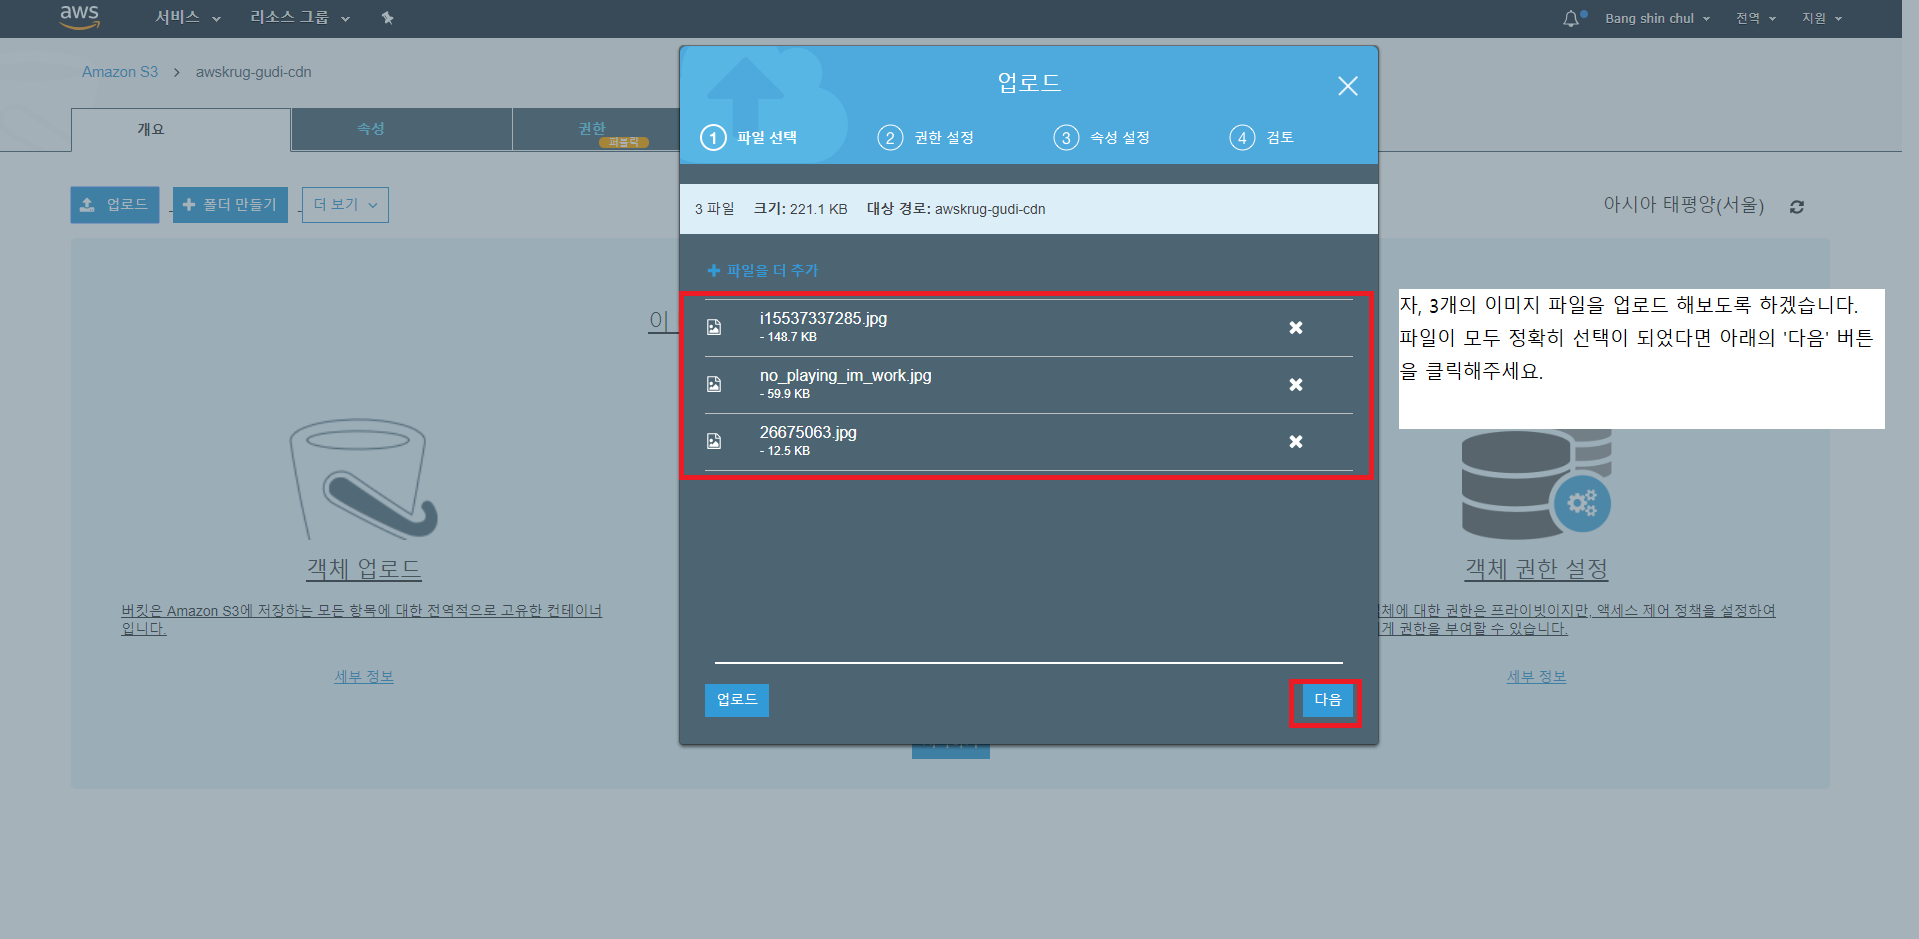 aws
서비스
리소스 그룹
Bang shin chul
전역
지원
Amazon S3
awskrug-gudi-cdn
개요
속성
권한
퍼블릭
업로드
폴더 만들기
더 보기
아시아 태평양(서울)
이
객체 업로드
버킷은 Amazon S3에 저장하는 모든 항목에 대한 전역적으로 고유한 컨테이너
입니다.
세부 정보
업로드
1 파일 선택
2 권한 설정
3 속성 설정
4 검토
3 파일 크기: 221.1 KB 대상 경로: awskrug-gudi-cdn
파일을 더 추가
i15537337285.jpg
- 148.7 KB
no_playing_im_work.jpg
- 59.9 KB
26675063.jpg
- 12.5 KB
업로드
다음
자, 3개의 이미지 파일을 업로드 해보도록 하겠습니다.
파일이 모두 정확히 선택이 되었다면 아래의 '다음' 버튼
을 클릭해주세요.
객체 권한 설정
체에 대한 권한은 프라이빗이지만, 액세스 제어 정책을 설정하여
게 권한을 부여할 수 있습니다.
세부 정보